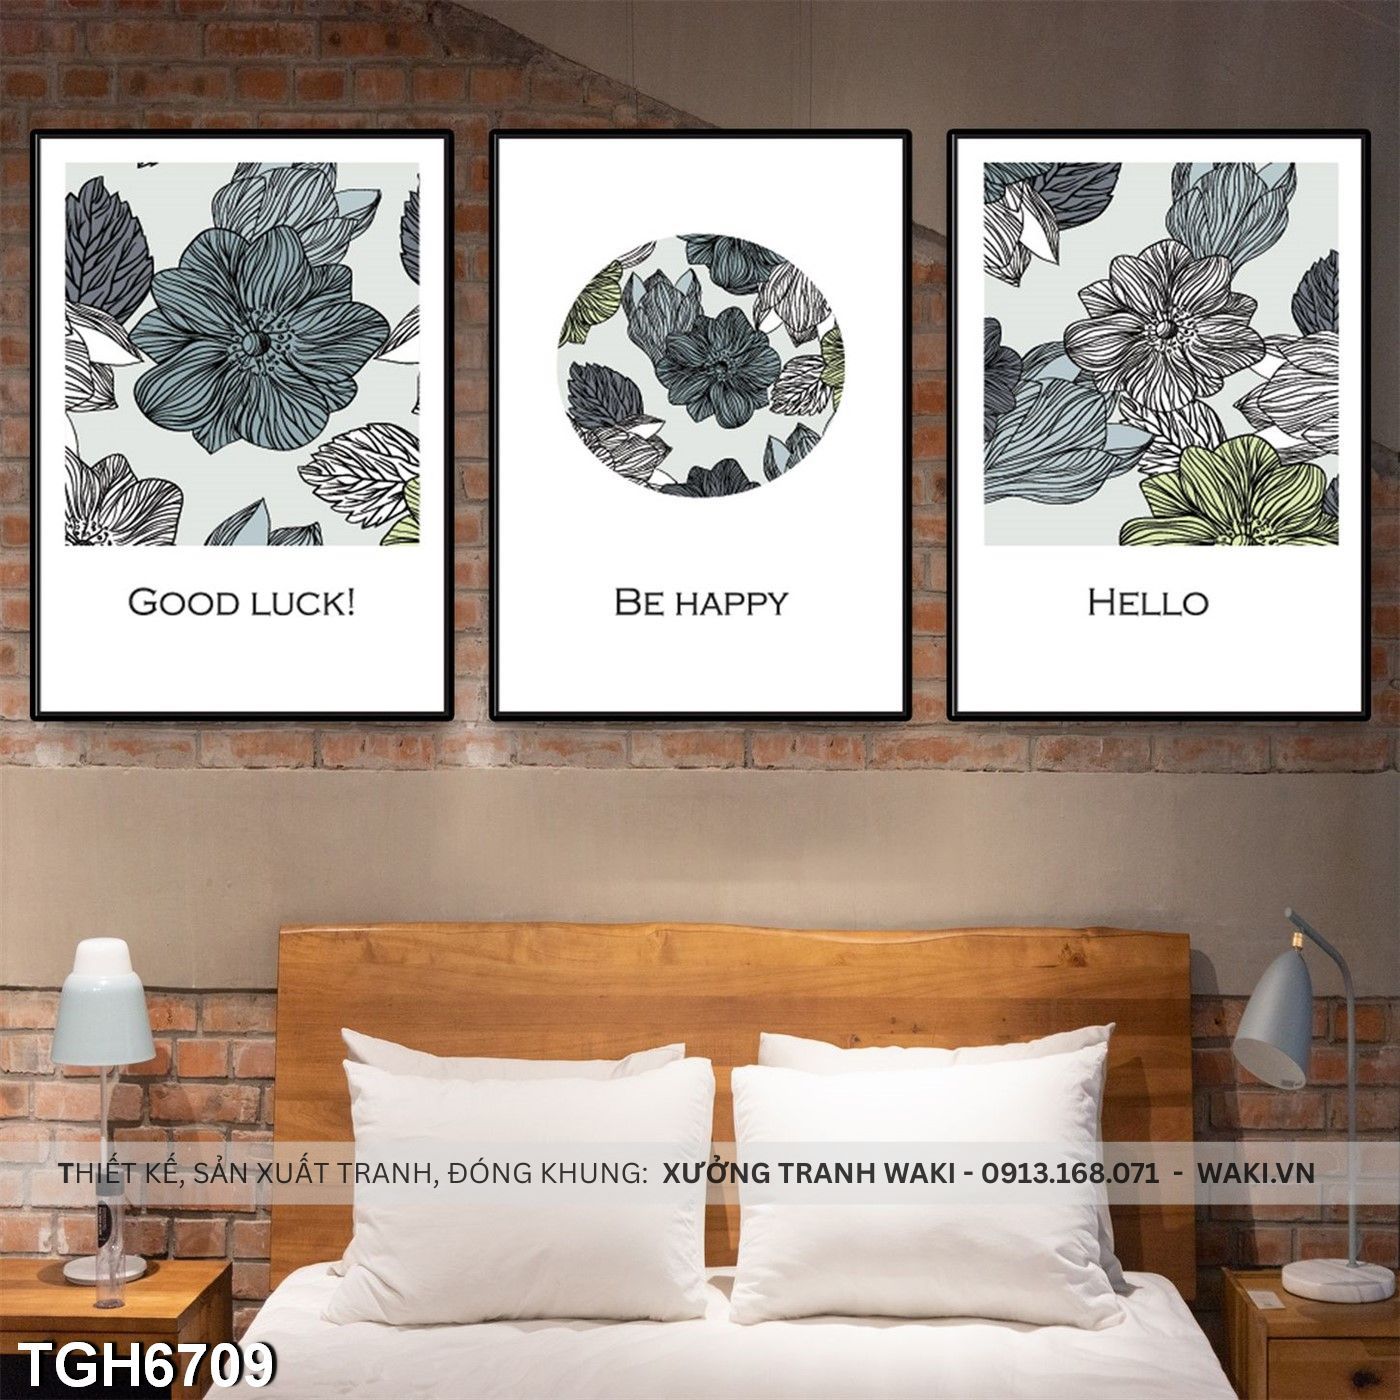 GOOD LUCK!
BE HAPPY
HELLO
THIẾT KẾ, SẢN XUẤT TRANH, ĐÓNG KHUNG: XƯỞNG TRANH WAKI - 0913.168.071 - WAKI.VN
TGH6709